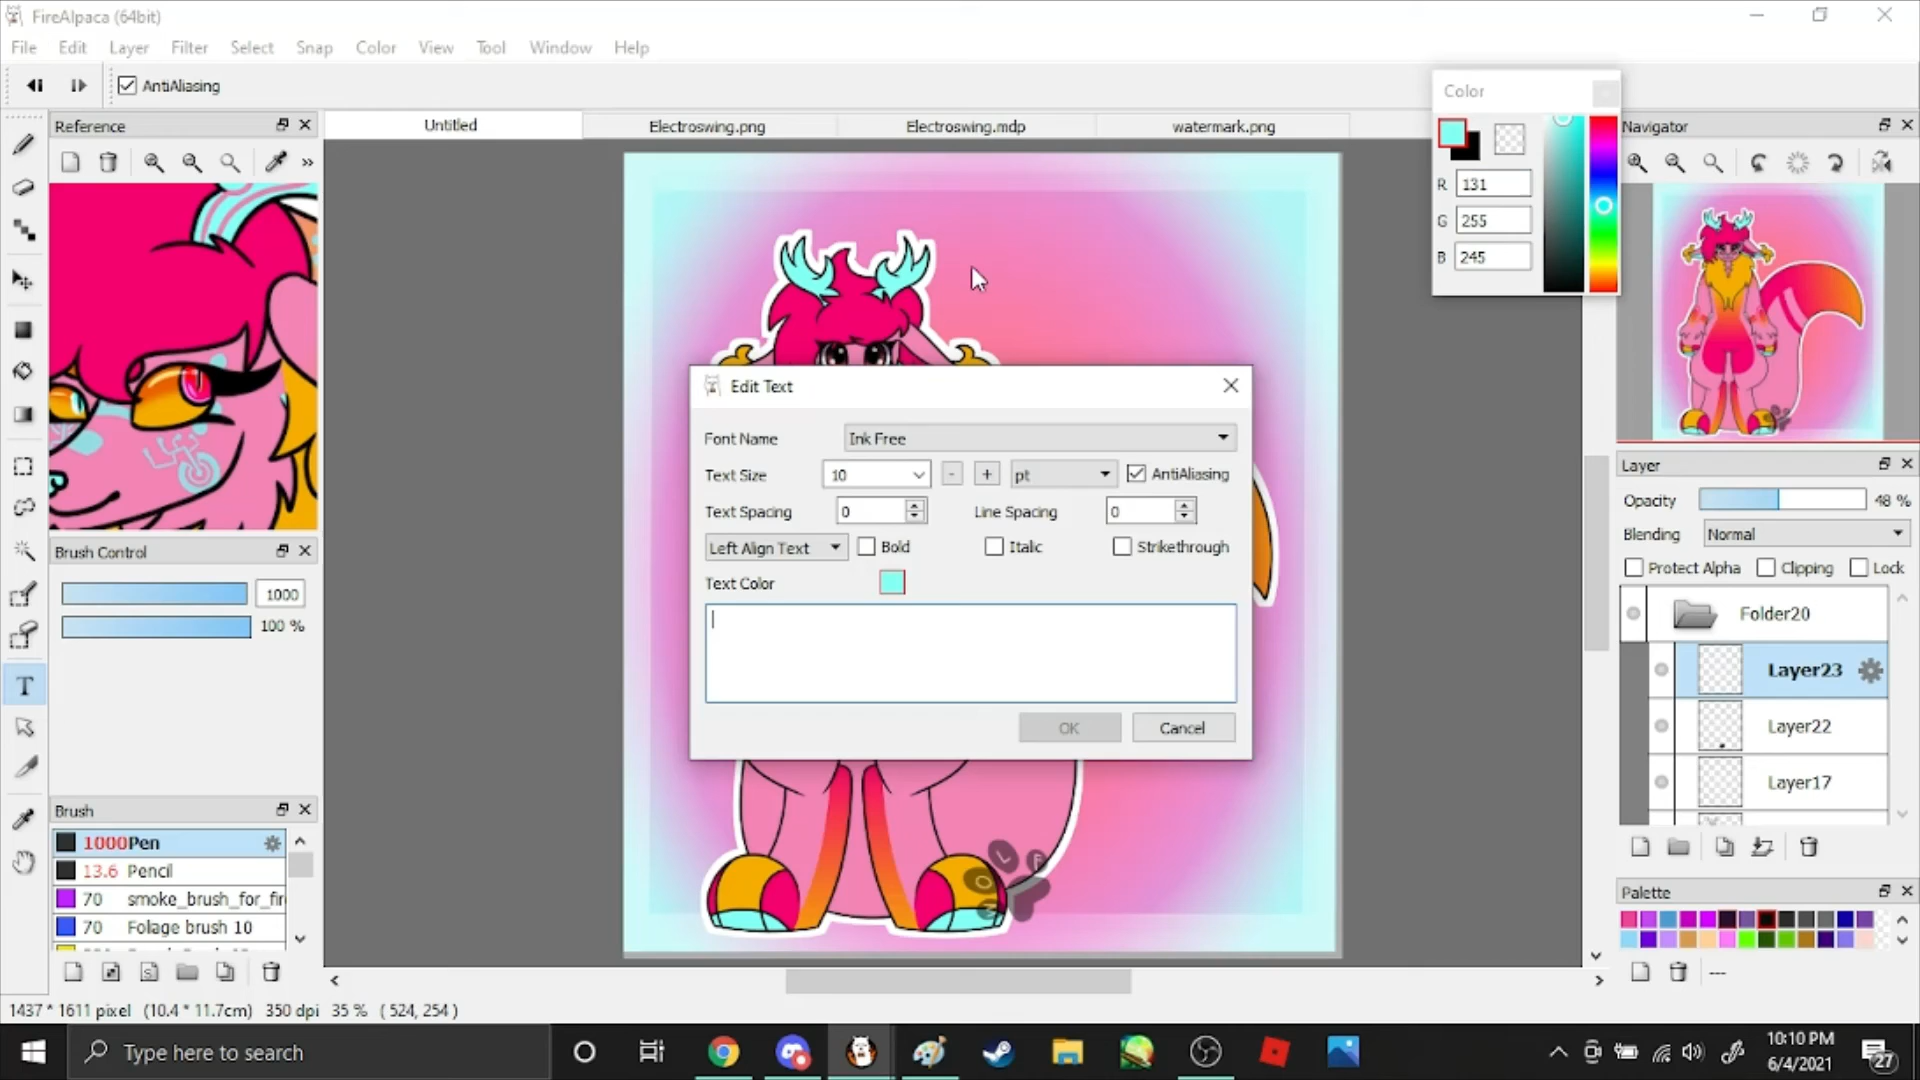 FireAlpaca (64bit)
File Edit Layer Filter Select Snap Color View Tool Window Help
AntiAliasing
Reference
Untitled
Electroswing.png
Electroswing.mdp
watermark.png
Color
R 131
G 255
B 245
Navigator
Edit Text
Font Name Ink Free
Text Size 10 - + pt AntiAliasing
Text Spacing 0 Line Spacing 0
Left Align Text Bold Italic Strikethrough
Text Color
OK Cancel
Brush Control
1000
100 %
T
Brush
1000Pen
13.6 Pencil
70 smoke_brush_for_fir
70 Folage brush 10
Layer
Opacity 48 %
Blending Normal
Protect Alpha Clipping Lock
Folder20
Layer23
Layer22
Layer17
Palette
---
WOLF
1437 * 1611 pixel (10.4 * 11.7cm) 350 dpi 35 % ( 524, 254 )
Type here to search
10:10 PM
6/4/2021
27